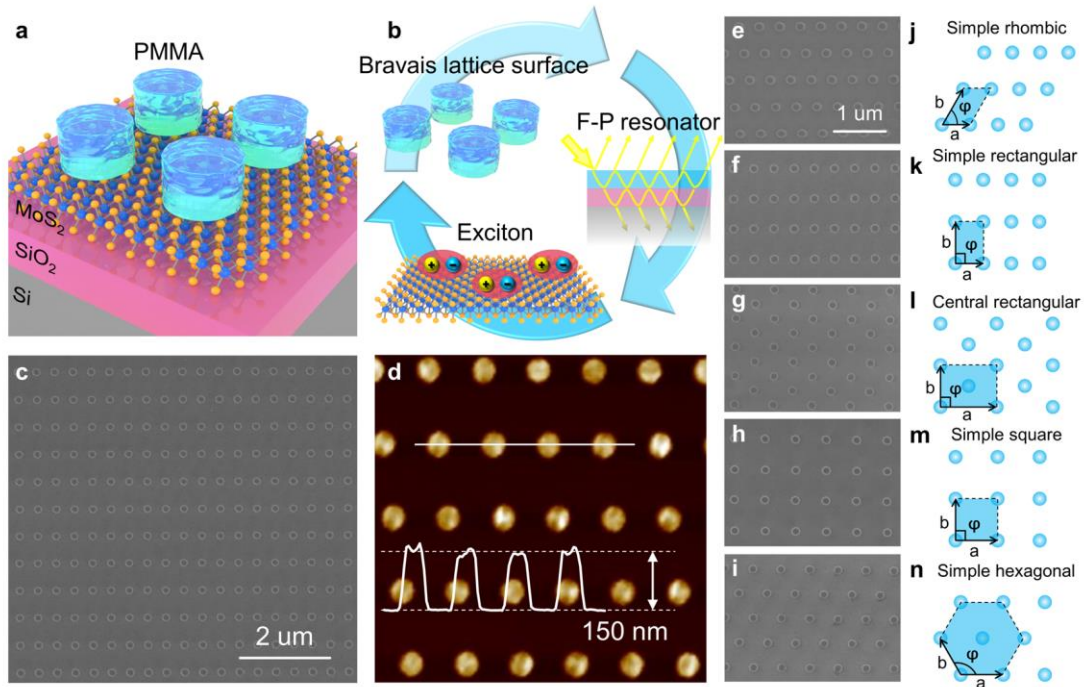 a
PMMA
MoS₂
SiO₂
Si
b
Bravais lattice surface
F-P resonator
Exciton
+ - + - + -
c
2 um
d
150 nm
e
1 um
f
g
h
i
j
Simple rhombic
b
φ
a
Simple rectangular
k
b
φ
a
l
Central rectangular
b
φ
a
m
Simple square
b
φ
a
n
Simple hexagonal
b
φ
a